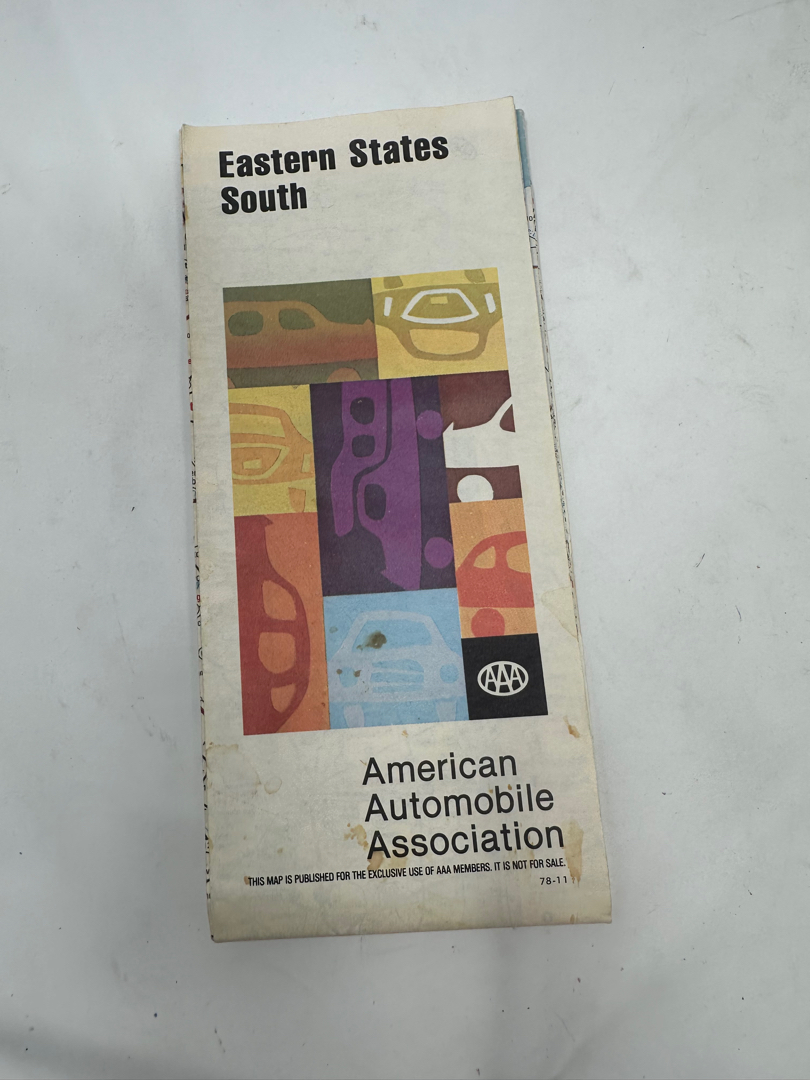 Eastern States
South
AAA
American
Automobile
Association
THIS MAP IS PUBLISHED FOR THE EXCLUSIVE USE OF AAA MEMBERS. IT IS NOT FOR SALE.
78-11